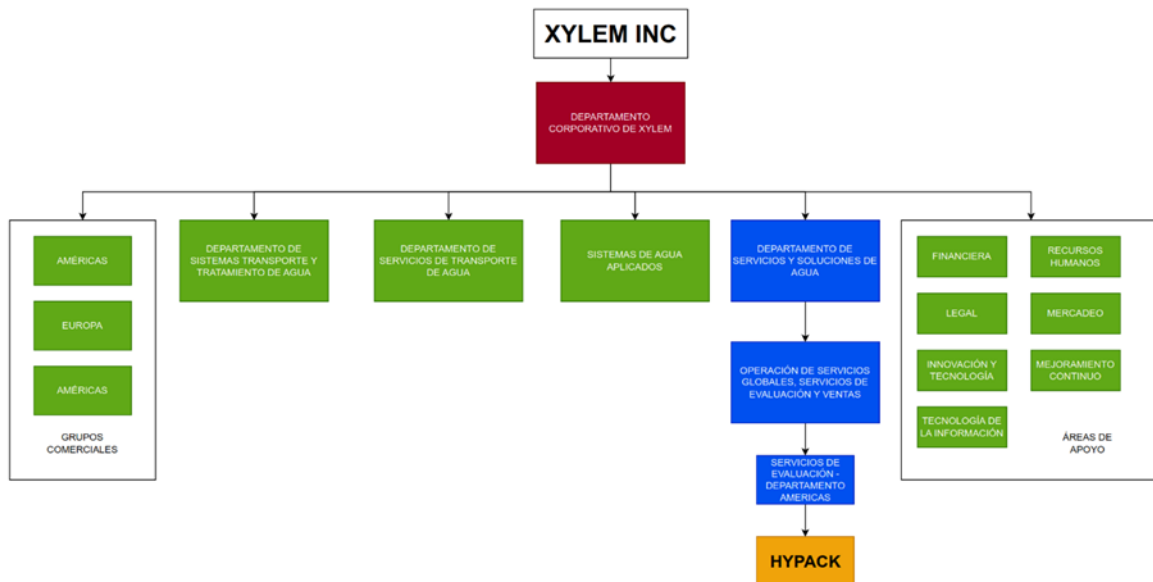 XYLEM INC
DEPARTAMENTO
CORPORATIVO DE XYLEM
AMÉRICAS
EUROPA
AMÉRICAS
GRUPOS
COMERCIALES
DEPARTAMENTO DE
SISTEMAS TRANSPORTE Y
TRATAMIENTO DE AGUA
DEPARTAMENTO DE
SERVICIOS DE TRANSPORTE
DE AGUA
SISTEMAS DE AGUA
APLICADOS
DEPARTAMENTO DE
SERVICIOS Y SOLUCIONES DE
AGUA
OPERACIÓN DE SERVICIOS
GLOBALES, SERVICIOS DE
EVALUACIÓN Y VENTAS
SERVICIOS DE
EVALUACIÓN -
DEPARTAMENTO
AMERICAS
HYPACK
FINANCIERA
RECURSOS
HUMANOS
LEGAL
MERCADEO
INNOVACIÓN Y
TECNOLOGÍA
MEJORAMIENTO
CONTINUO
TECNOLOGÍA DE
LA INFORMACIÓN
ÁREAS DE
APOYO